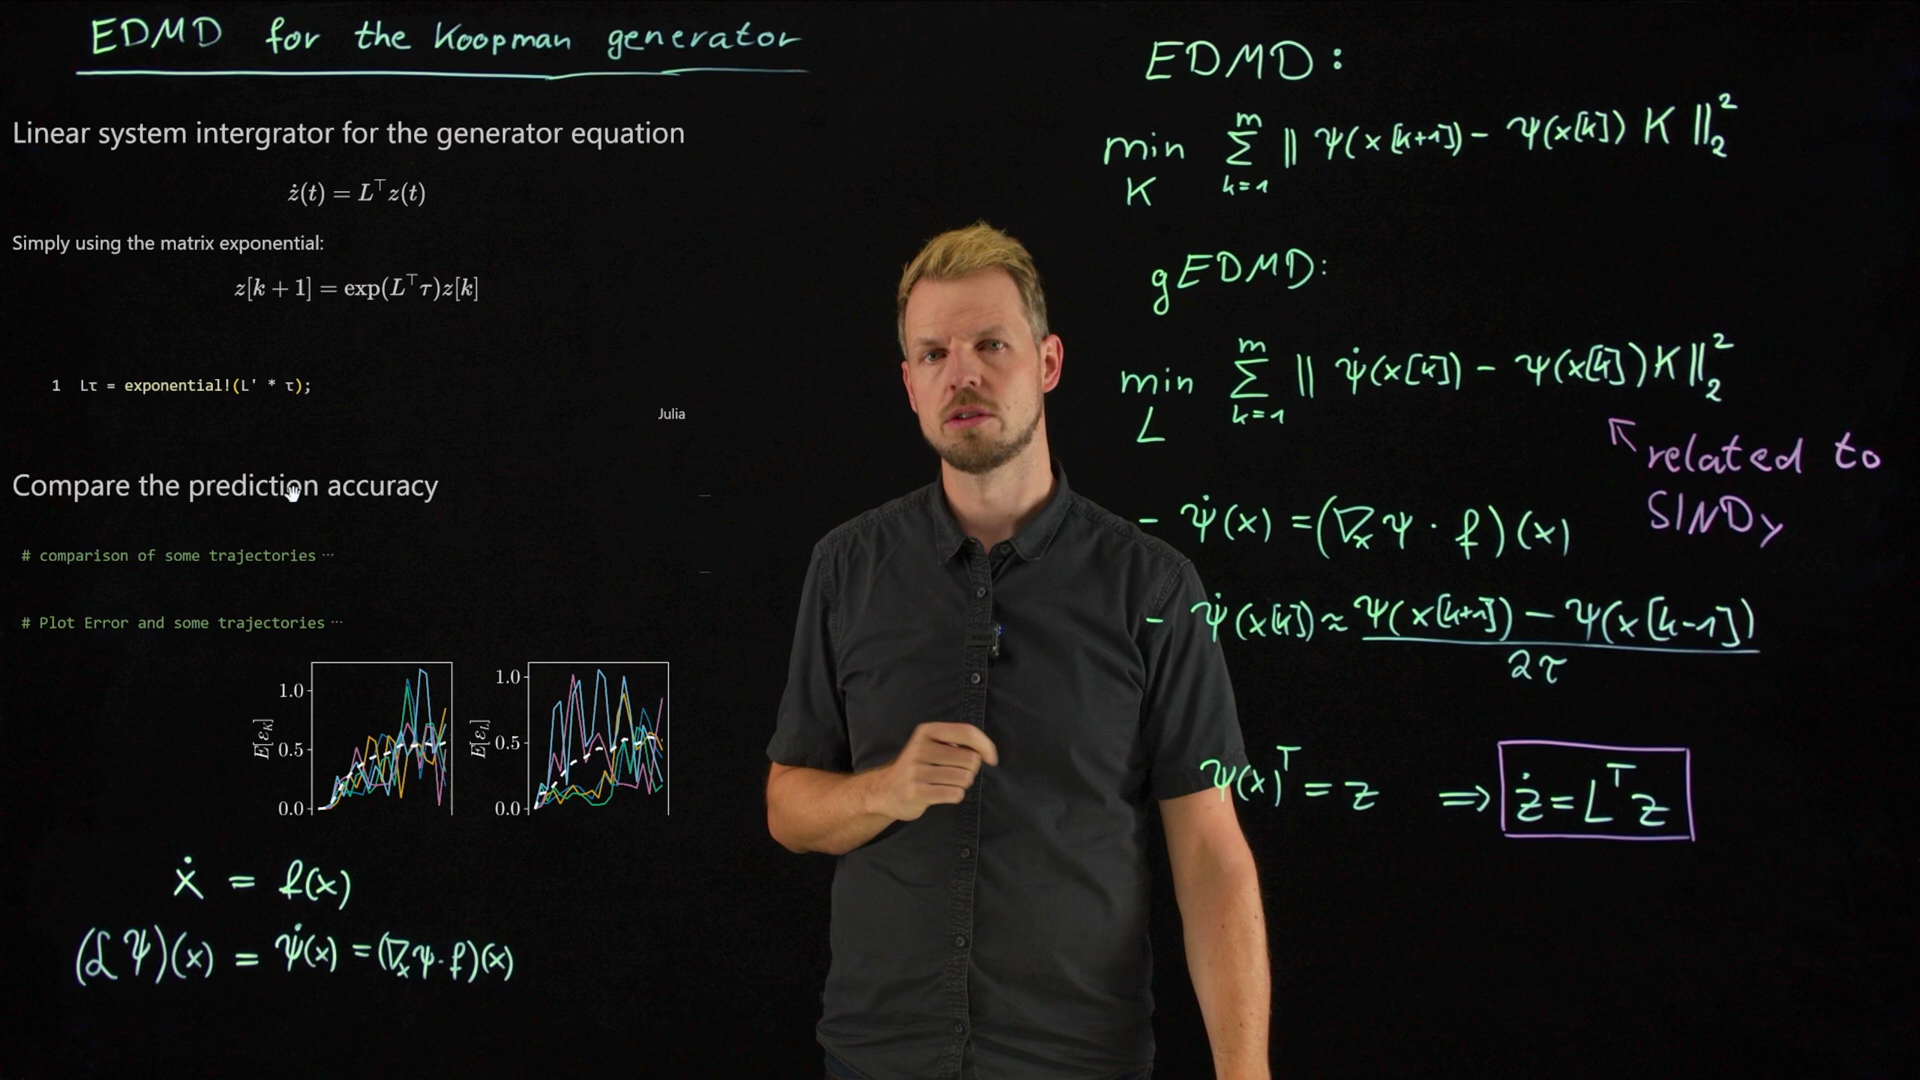 EDMD for the Koopman generator
Linear system intergrator for the generator equation
ż(t) = L⊤z(t)
Simply using the matrix exponential:
z[k + 1] = exp(L⊤τ)z[k]
1 Lτ = exponential!(L' * τ);
Julia
Compare the prediction accuracy
# comparison of some trajectories ...
# Plot Error and some trajectories ...
E[ε_K]
1.0
0.5
0.0
E[ε_L]
1.0
0.5
0.0
ẋ = f(x)
(ℒψ)(x) = ψ̇(x) = (∇ₓψ · f)(x)
EDMD:
min_K Σ_{k=1}^m ‖ψ(x[k+1]) − ψ(x[k])K‖₂²
gEDMD:
min_L Σ_{k=1}^m ‖ψ̇(x[k]) − ψ(x[k])K‖₂²
related to
SINDy
- ψ̇(x) = (∇ₓψ · f)(x)
- ψ̇(x[k]) ≈ ψ(x[k+1]) − ψ(x[k-1])
2τ
ψ(x)ᵀ = z ⟹ ż = Lᵀz